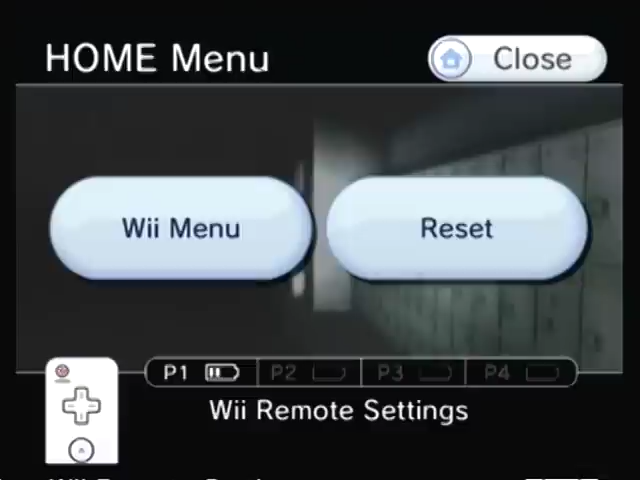 HOME Menu
Close
Wii Menu
Reset
P1 P2 P3 P4
Wii Remote Settings